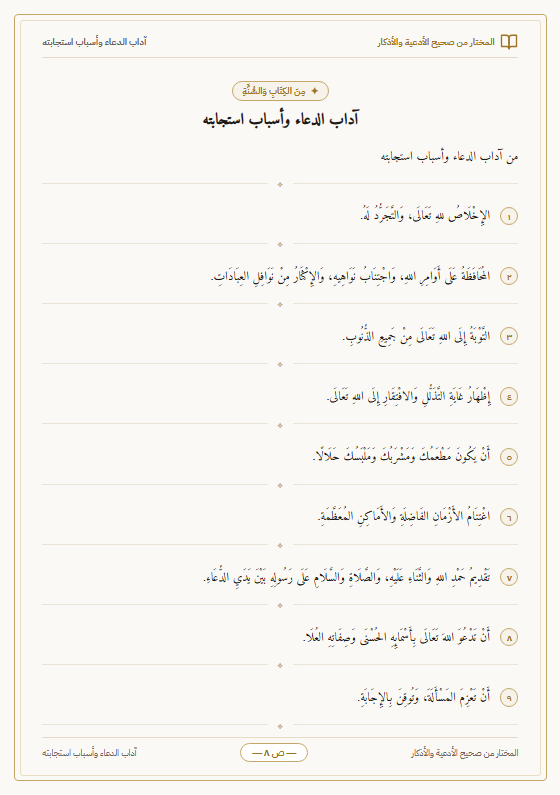 المختار من صحيح الأدعية والأذكار
آداب الدعاء وأسباب استجابته
مِنَ الكِتَابِ وَالسُّنَّةِ
آداب الدعاء وأسباب استجابته
من آداب الدعاء وأسباب استجابته
١ الإِخْلَاصُ للهِ تَعَالَى، وَالتَّجَرُّدُ لَهُ.
٢ المُحَافَظَةُ عَلَى أَوَامِرِ اللهِ، وَاجْتِنَابُ نَوَاهِيهِ، وَالإِكْثَارُ مِنْ نَوَافِلِ العِبَادَاتِ.
٣ التَّوْبَةُ إِلَى اللهِ تَعَالَى مِنْ جَمِيعِ الذُّنُوبِ.
٤ إِظْهَارُ غَايَةِ التَّذَلُّلِ وَالافْتِقَارِ إِلَى اللهِ تَعَالَى.
٥ أَنْ يَكُونَ مَطْعَمُكَ وَمَشْرَبُكَ وَمَلْبَسُكَ حَلَالًا.
٦ اغْتِنَامُ الأَزْمَانِ الفَاضِلَةِ وَالأَمَاكِنِ المُعَظَّمَةِ.
٧ تَقْدِيمُ حَمْدِ اللهِ وَالثَّنَاءِ عَلَيْهِ، وَالصَّلَاةِ وَالسَّلَامِ عَلَى رَسُولِهِ بَيْنَ يَدَيِ الدُّعَاءِ.
٨ أَنْ تَدْعُوَ اللهَ تَعَالَى بِأَسْمَايِهِ الحُسْنَى وَصِفَاتِهِ العُلَا.
٩ أَنْ تَعْزِمَ المَسْأَلَةَ، وَتُوقِنَ بِالإِجَابَةِ.
المختار من صحيح الأدعية والأذكار
— ص ٨ —
آداب الدعاء وأسباب استجابته